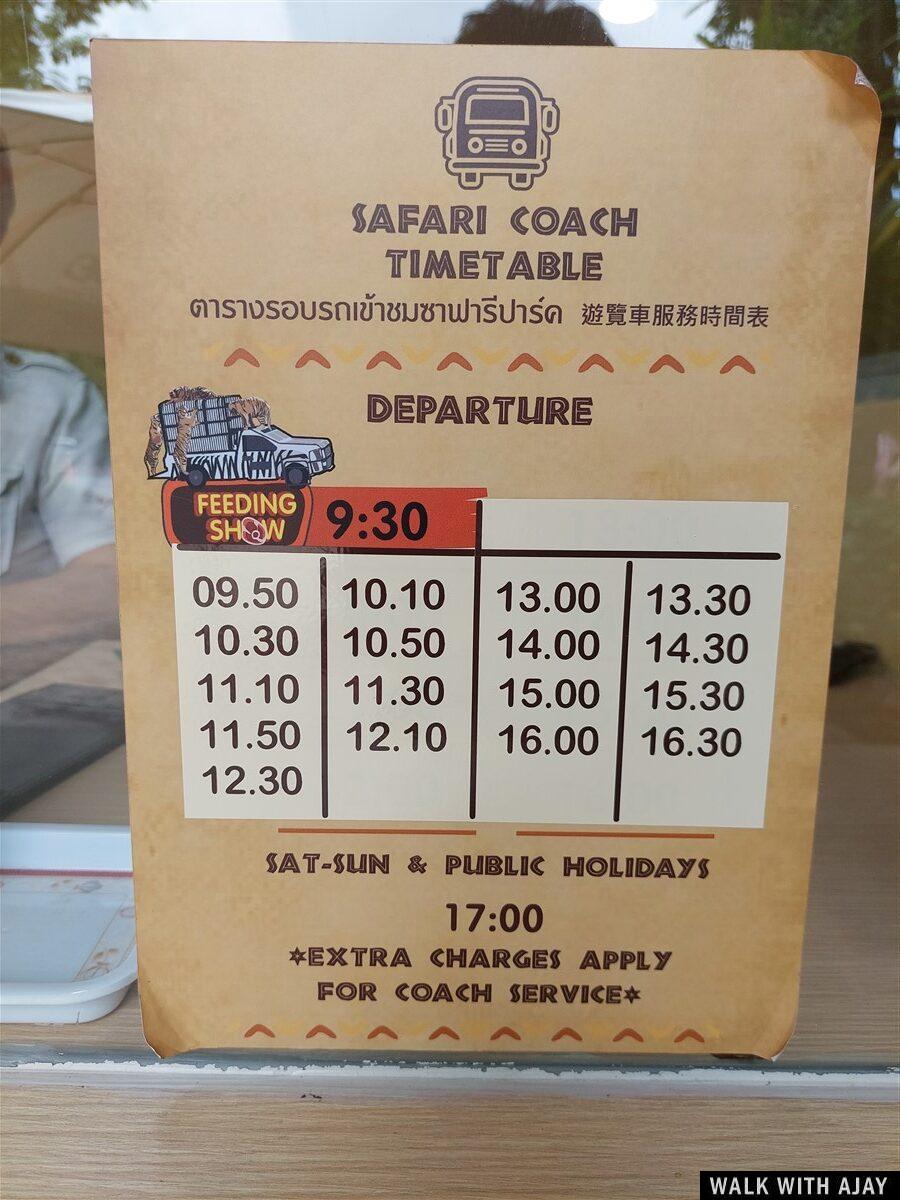 SAFARI COACH
TIMETABLE
ตารางรอบรถเข้าชมซาฟารีปาร์ค 遊覽車服務時間表
DEPARTURE
FEEDING
SHOW
9:30
09.50 10.10 13.00 13.30
10.30 10.50 14.00 14.30
11.10 11.30 15.00 15.30
11.50 12.10 16.00 16.30
12.30
SAT-SUN & PUBLIC HOLIDAYS
17:00
*EXTRA CHARGES APPLY
FOR COACH SERVICE*
WALK WITH AJAY